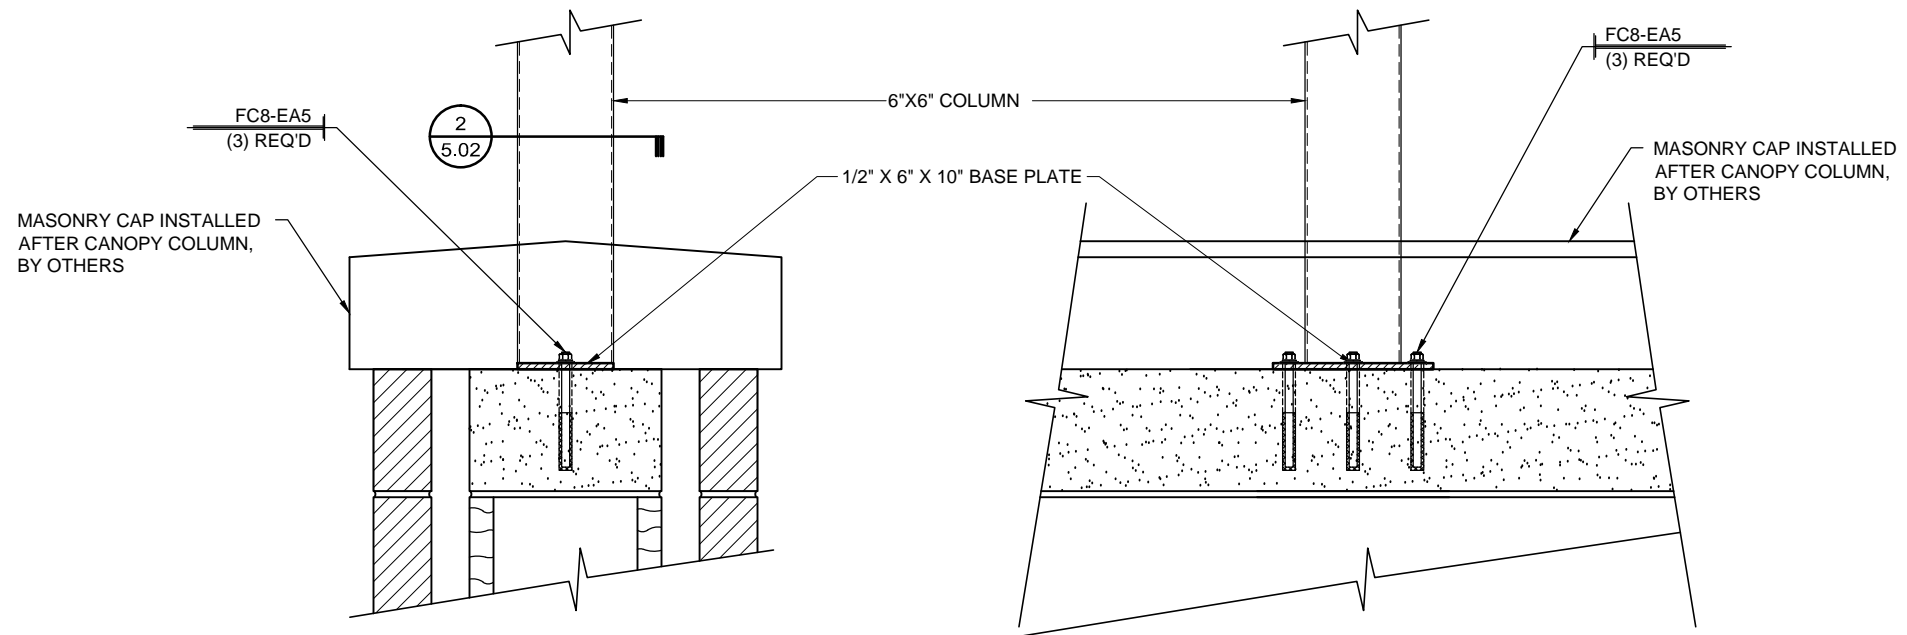 FC8-EA5
(3) REQ'D
6"X6" COLUMN
FC8-EA5
(3) REQ'D
2
5.02
1/2" X 6" X 10" BASE PLATE
MASONRY CAP INSTALLED
AFTER CANOPY COLUMN,
BY OTHERS
MASONRY CAP INSTALLED
AFTER CANOPY COLUMN,
BY OTHERS